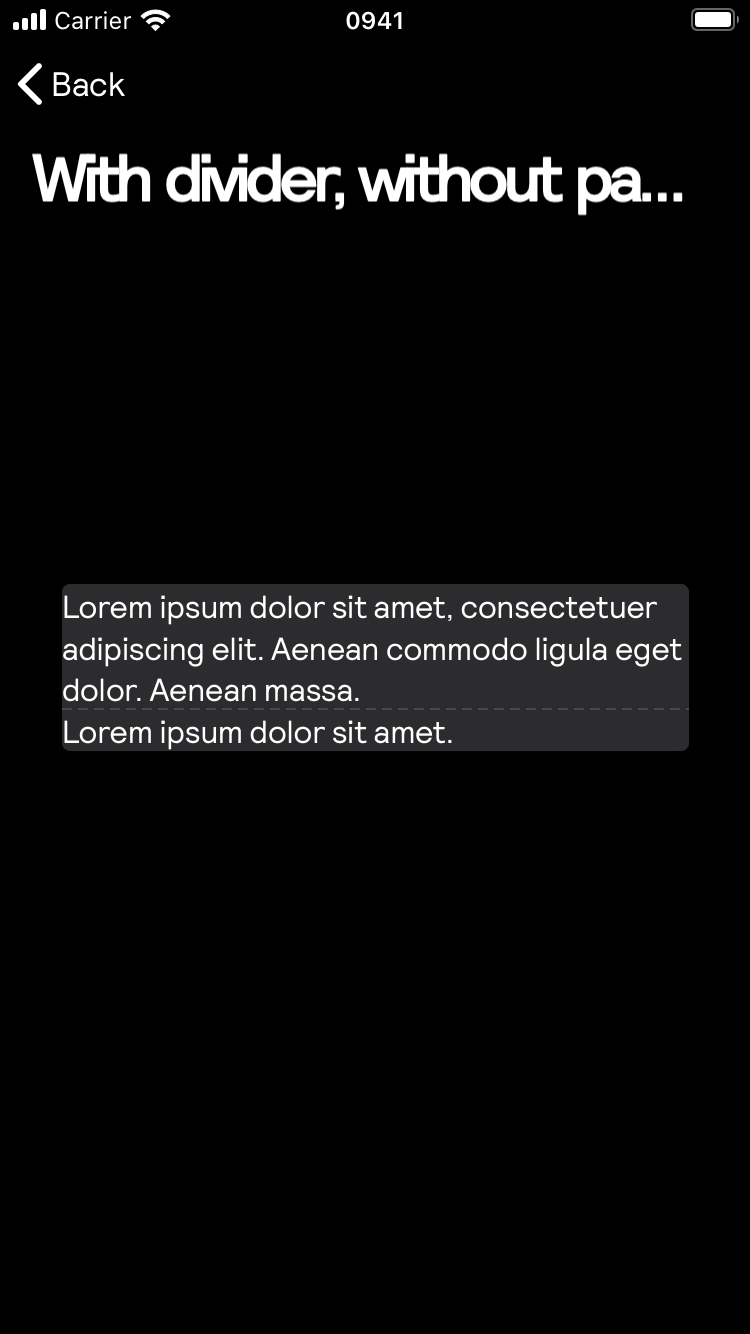 Carrier
0941
Back
With divider, without pa...
Lorem ipsum dolor sit amet, consectetuer
adipiscing elit. Aenean commodo ligula eget
dolor. Aenean massa.
Lorem ipsum dolor sit amet.